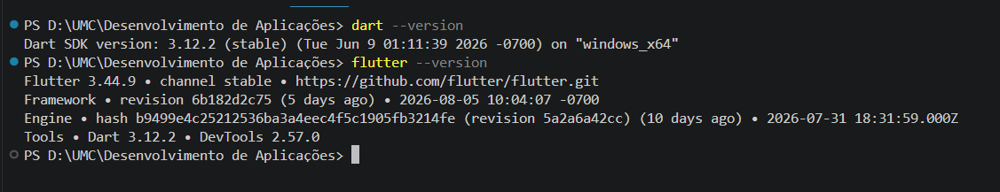 PS D:\UMC\Desenvolvimento de Aplicações> dart --version
Dart SDK version: 3.12.2 (stable) (Tue Jun 9 01:11:39 2026 -0700) on "windows_x64"
PS D:\UMC\Desenvolvimento de Aplicações> flutter --version
Flutter 3.44.9 • channel stable • https://github.com/flutter/flutter.git
Framework • revision 6b182d2c75 (5 days ago) • 2026-08-05 10:04:07 -0700
Engine • hash b9499e4c25212536ba3a4eec4f5c1905fb3214fe (revision 5a2a6a42cc) (10 days ago) • 2026-07-31 18:31:59.000Z
Tools • Dart 3.12.2 • DevTools 2.57.0
PS D:\UMC\Desenvolvimento de Aplicações>